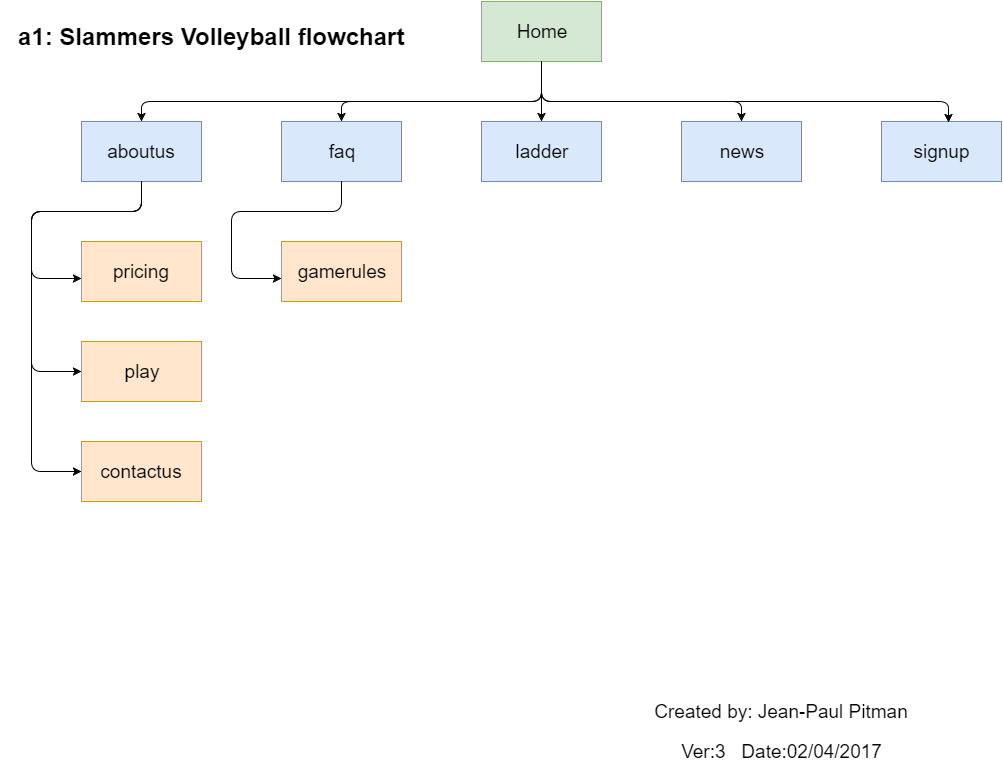 a1: Slammers Volleyball flowchart
Home
aboutus
faq
ladder
news
signup
pricing
gamerules
play
contactus
Created by: Jean-Paul Pitman
Ver:3 Date:02/04/2017